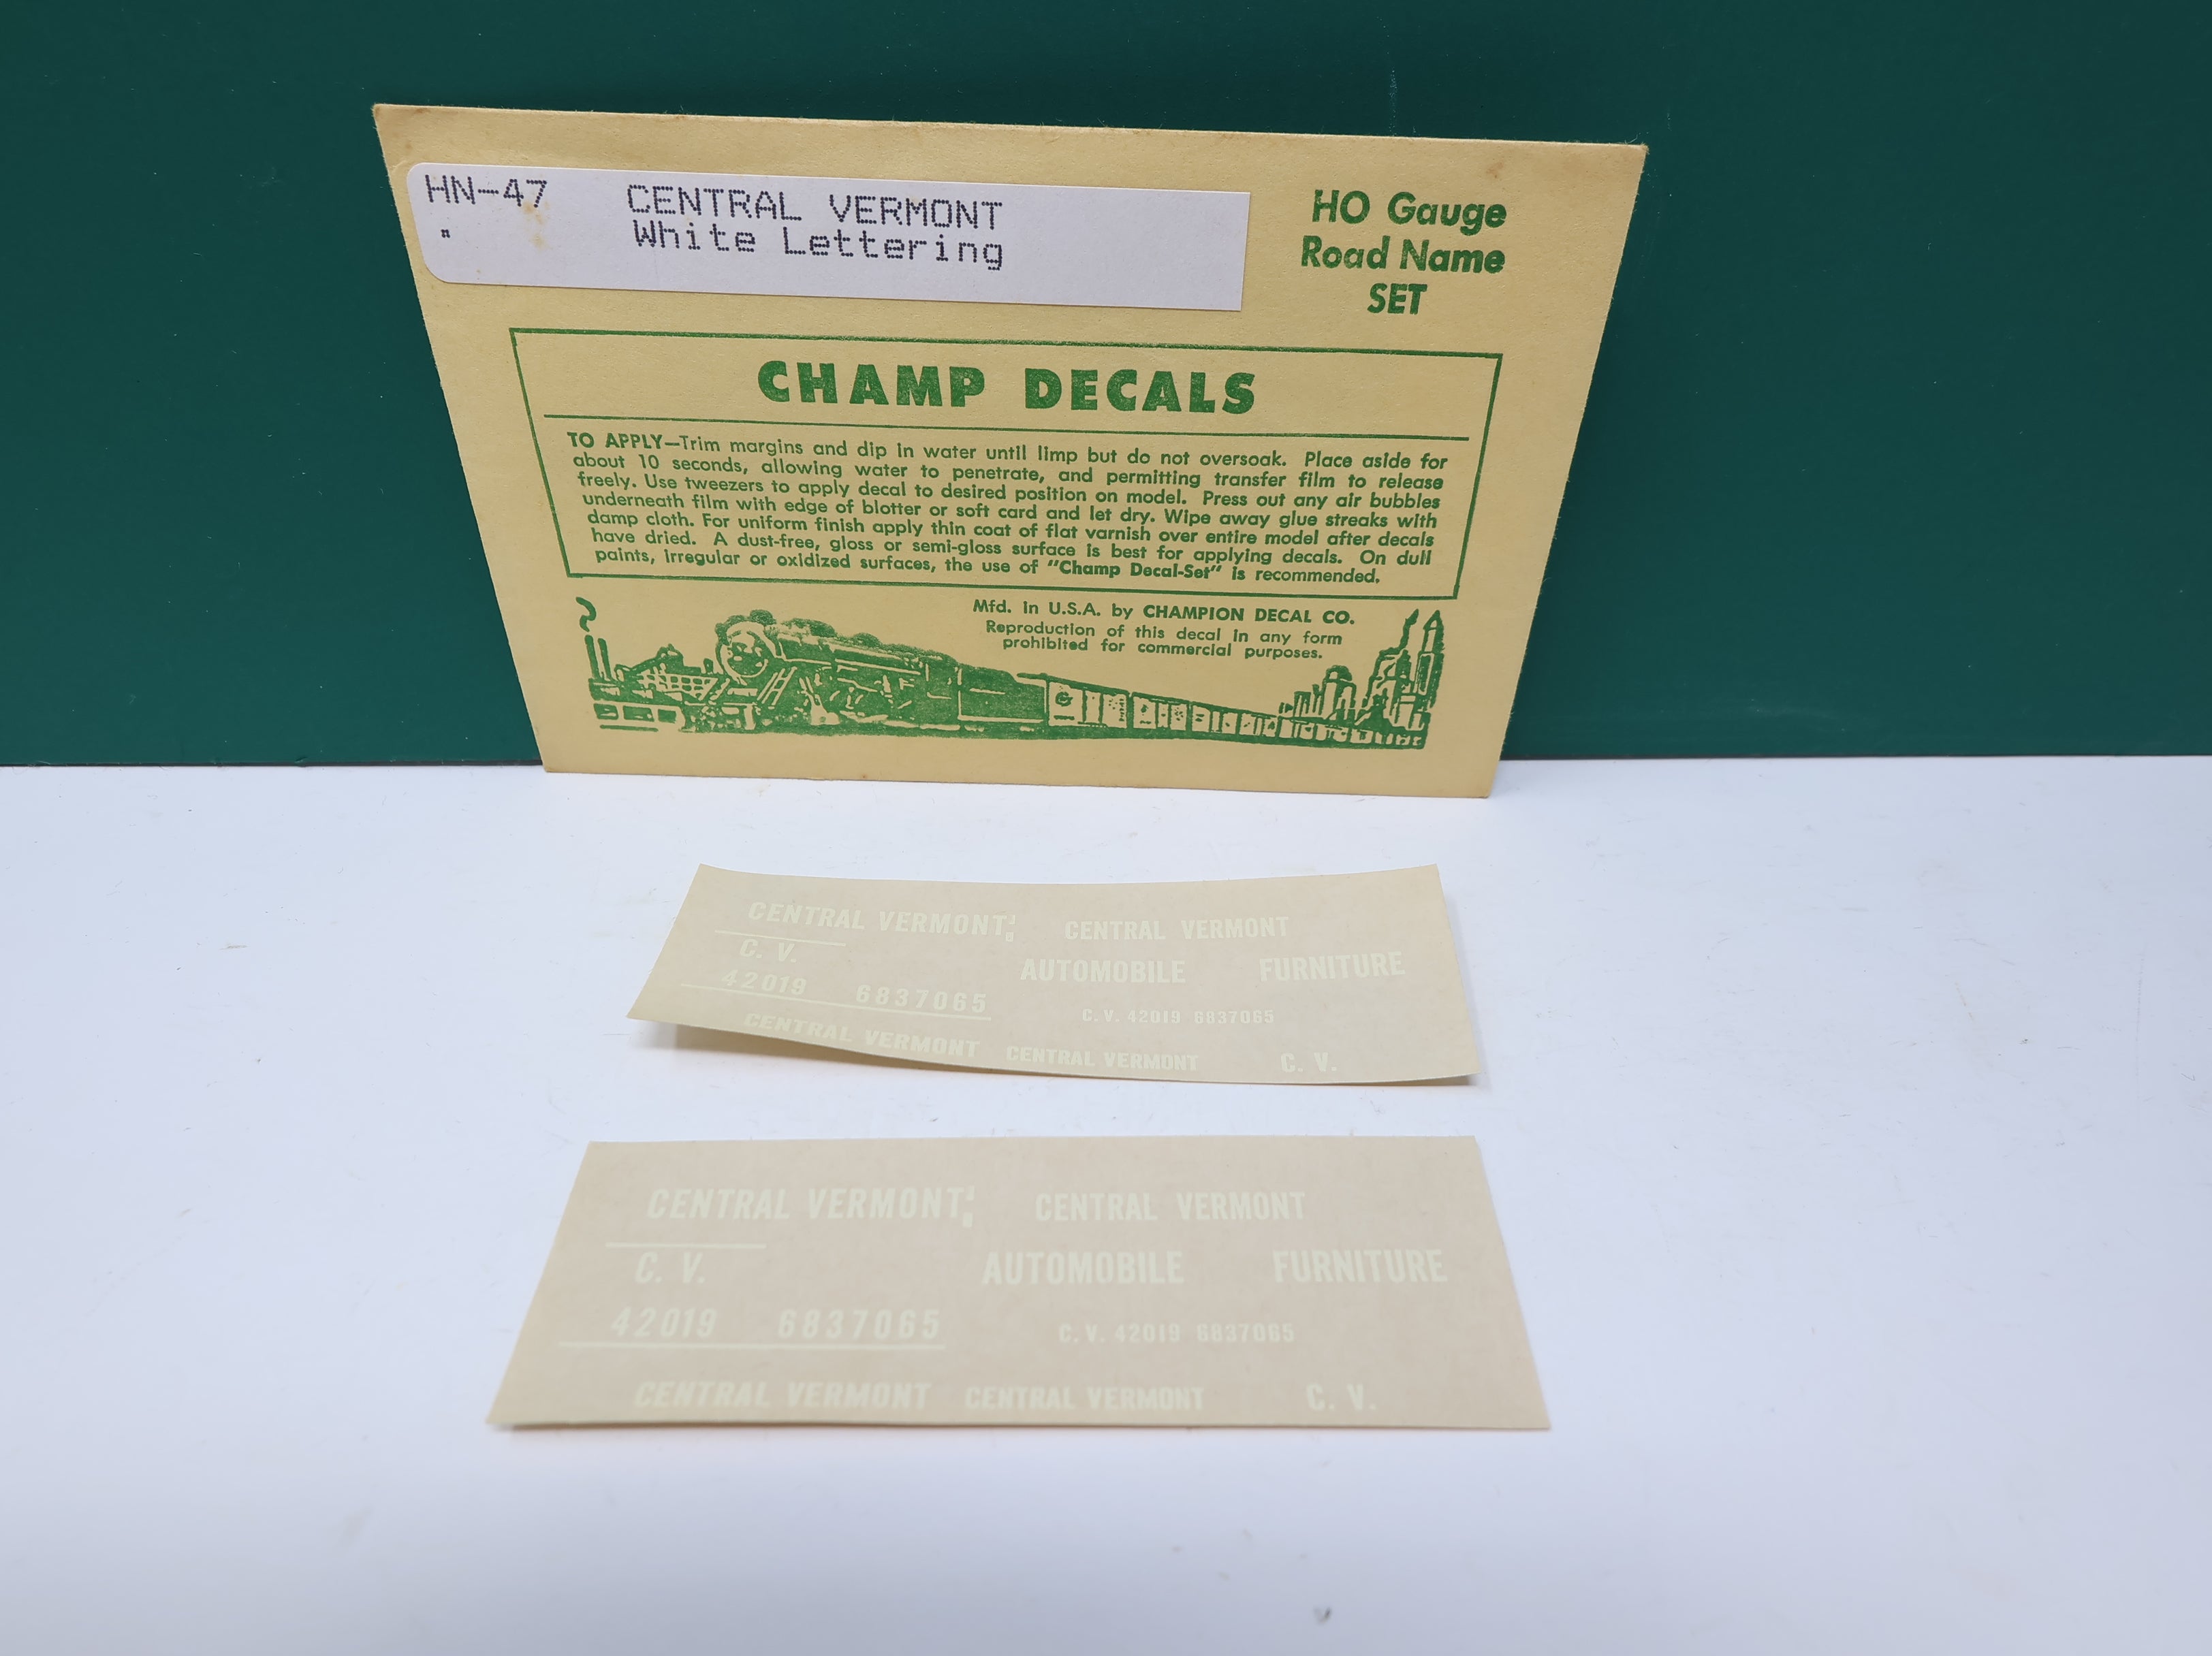 HN-47 CENTRAL VERMONT
" White Lettering
HO Gauge
Road Name
SET
CHAMP DECALS
TO APPLY—Trim margins and dip in water until limp but do not oversoak. Place aside for
about 10 seconds, allowing water to penetrate, and permitting transfer film to release
freely. Use tweezers to apply decal to desired position on model. Press out any air bubbles
underneath film with edge of blotter or soft card and let dry. Wipe away glue streaks with
damp cloth. For uniform finish apply thin coat of flat varnish over entire model after decals
have dried. A dust-free, gloss or semi-gloss surface is best for applying decals. On dull
paints, irregular or oxidized surfaces, the use of "Champ Decal-Set" is recommended.
Mfd. in U.S.A. by CHAMPION DECAL CO.
Reproduction of this decal in any form
prohibited for commercial purposes.
CENTRAL VERMONT CENTRAL VERMONT
C. V. AUTOMOBILE FURNITURE
42019 6837065 C. V. 42019 6837065
CENTRAL VERMONT CENTRAL VERMONT C. V.
CENTRAL VERMONT CENTRAL VERMONT
C. V. AUTOMOBILE FURNITURE
42019 6837065 C. V. 42019 6837065
CENTRAL VERMONT CENTRAL VERMONT C. V.